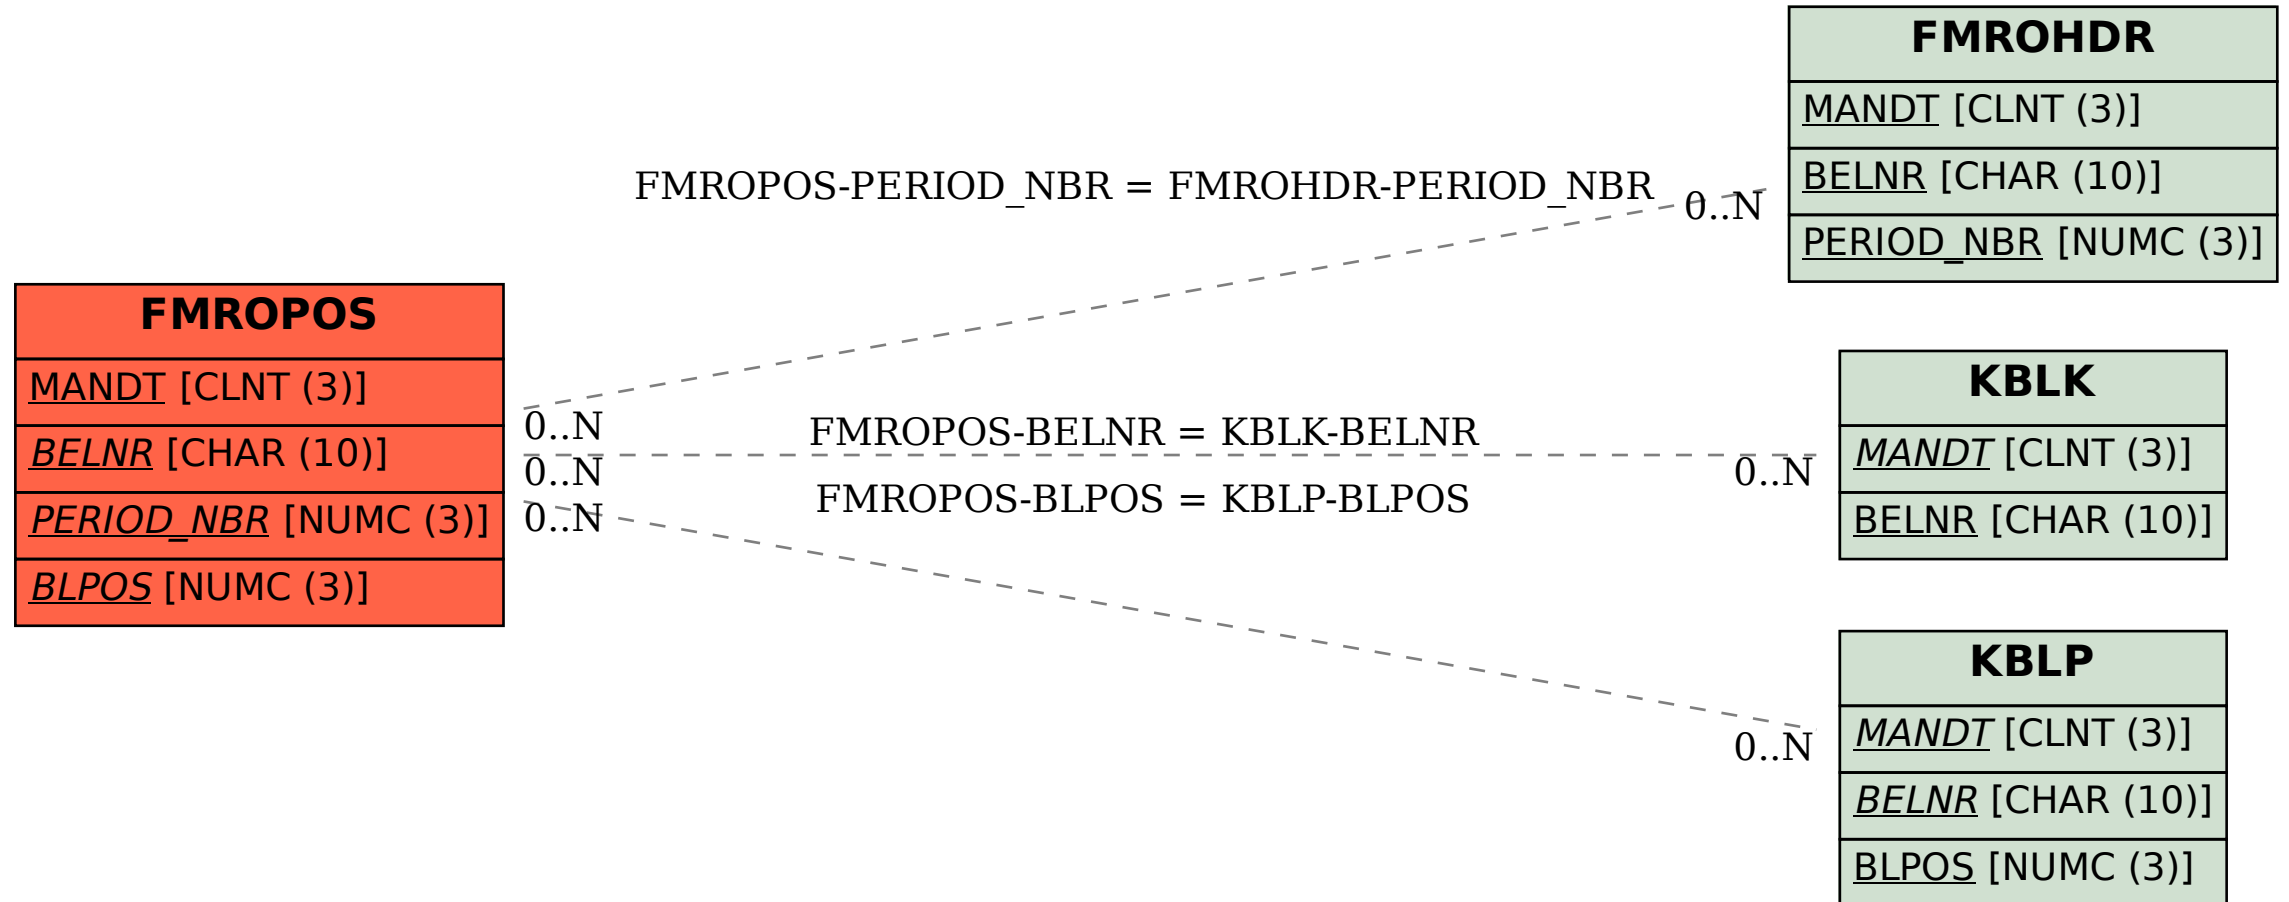 FMROHDR
MANDT [CLNT (3)]
BELNR [CHAR (10)]
PERIOD_NBR [NUMC (3)]
FMROPOS-PERIOD_NBR = FMROHDR-PERIOD_NBR
0..N
FMROPOS
MANDT [CLNT (3)]
BELNR [CHAR (10)]
PERIOD_NBR [NUMC (3)]
BLPOS [NUMC (3)]
0..N
0..N
0..N
FMROPOS-BELNR = KBLK-BELNR
0..N
FMROPOS-BLPOS = KBLP-BLPOS
0..N
KBLK
MANDT [CLNT (3)]
BELNR [CHAR (10)]
KBLP
MANDT [CLNT (3)]
BELNR [CHAR (10)]
BLPOS [NUMC (3)]